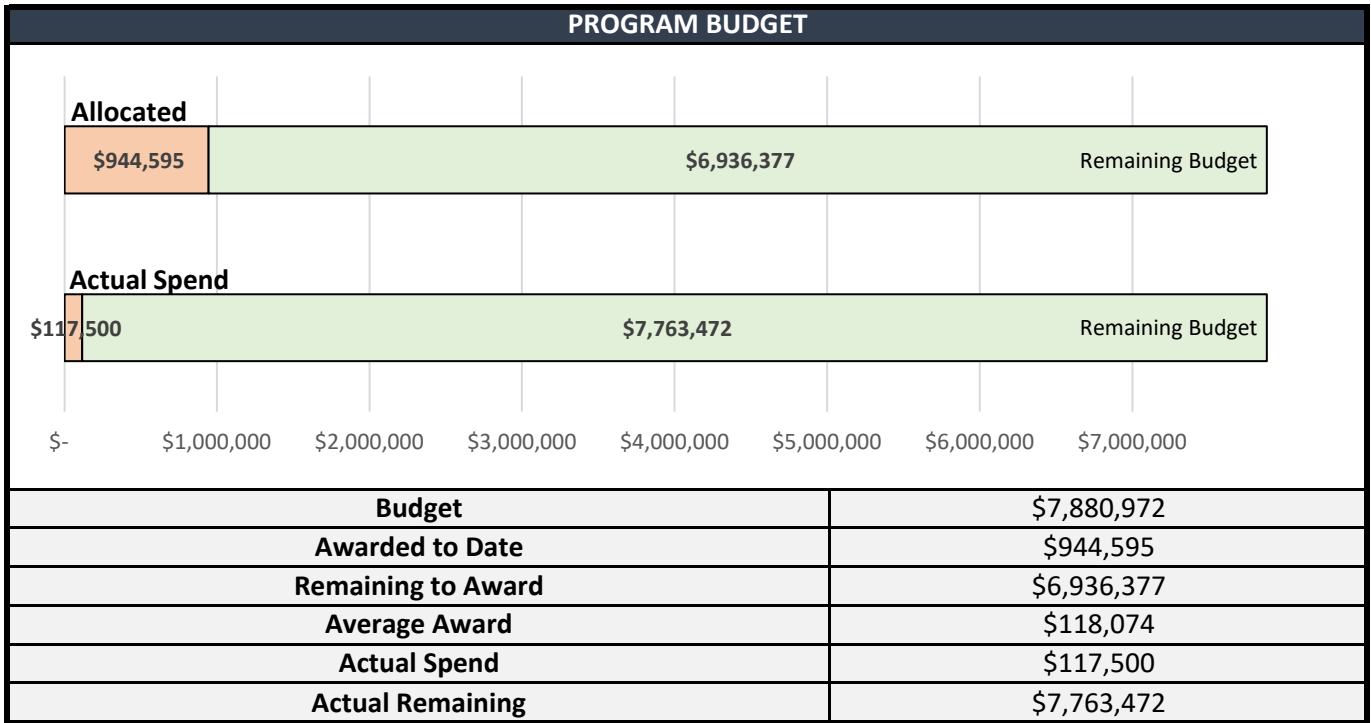 PROGRAM BUDGET
Allocated
$944,595 $6,936,377 Remaining Budget
Actual Spend
$117,500 $7,763,472 Remaining Budget
$- $1,000,000 $2,000,000 $3,000,000 $4,000,000 $5,000,000 $6,000,000 $7,000,000
Budget $7,880,972
Awarded to Date $944,595
Remaining to Award $6,936,377
Average Award $118,074
Actual Spend $117,500
Actual Remaining $7,763,472